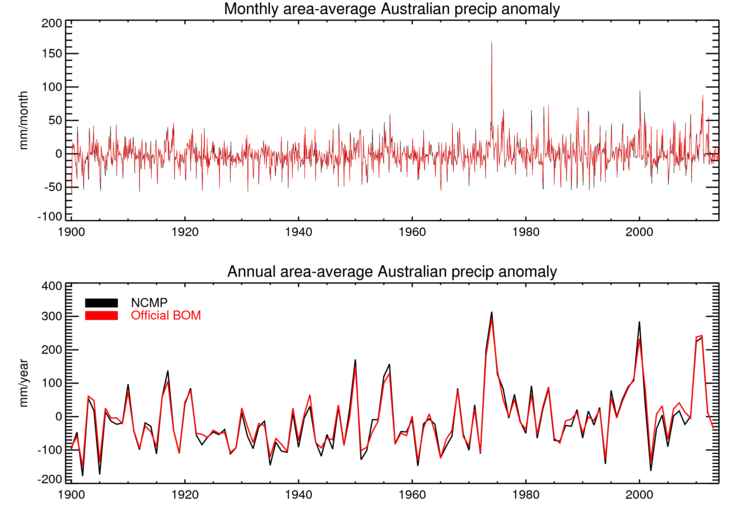 Monthly area-average Australian precip anomaly
200
150
100
50
0
-50
-100
mm/month
1900 1920 1940 1960 1980 2000
Annual area-average Australian precip anomaly
400
300
200
100
0
-100
-200
mm/year
NCMP
Official BOM
1900 1920 1940 1960 1980 2000